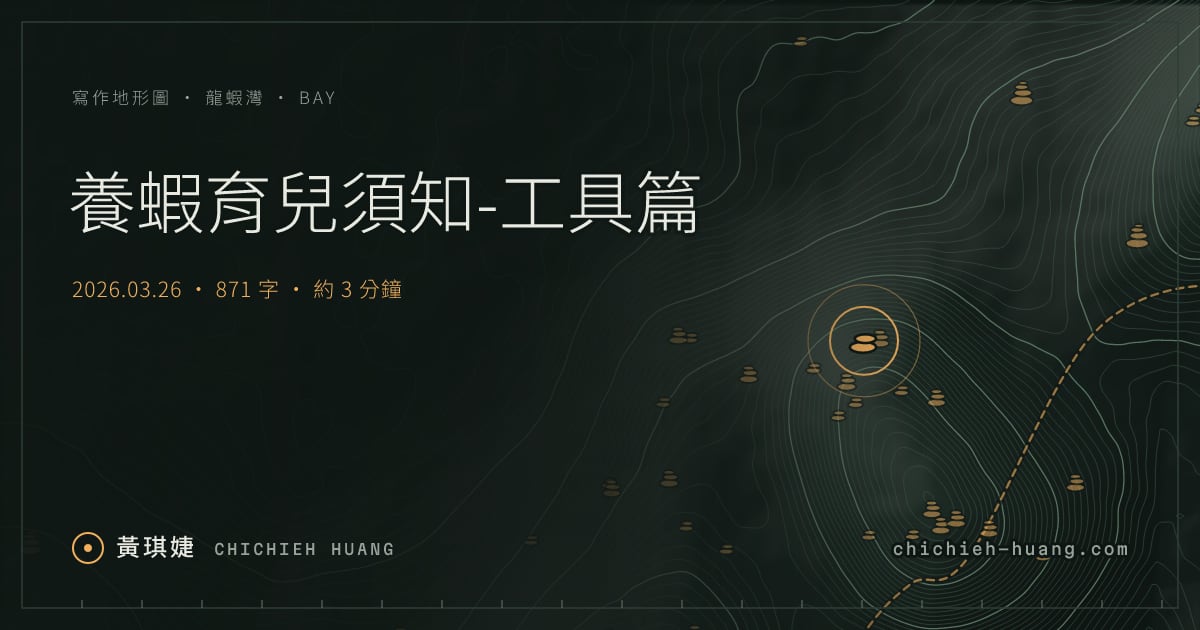 寫作地形圖 · 龍蝦灣 · BAY
養蝦育兒須知-工具篇
2026.03.26 · 871 字 · 約 3 分鐘
黃琪婕 CHICHIEH HUANG
chichieh-huang.com